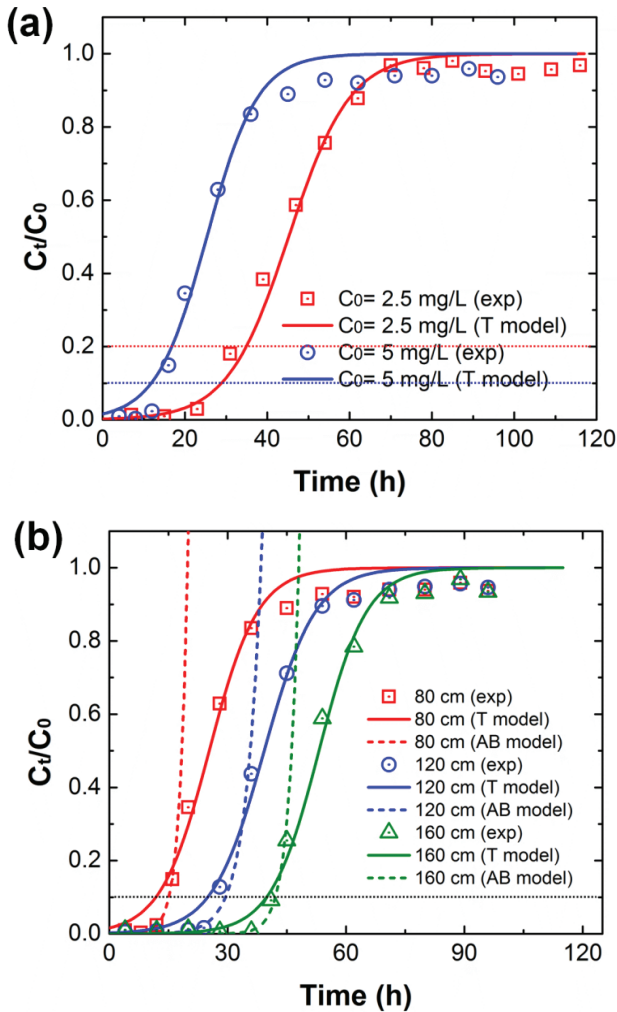 (a)
1.0
0.8
0.6
0.4
0.2
0.0
Ct/C0
C0= 2.5 mg/L (exp)
C0= 2.5 mg/L (T model)
C0= 5 mg/L (exp)
C0= 5 mg/L (T model)
0 20 40 60 80 100 120
Time (h)
(b)
1.0
0.8
0.6
0.4
0.2
0.0
Ct/C0
80 cm (exp)
80 cm (T model)
80 cm (AB model)
120 cm (exp)
120 cm (T model)
120 cm (AB model)
160 cm (exp)
160 cm (T model)
160 cm (AB model)
0 30 60 90 125
Time (h)